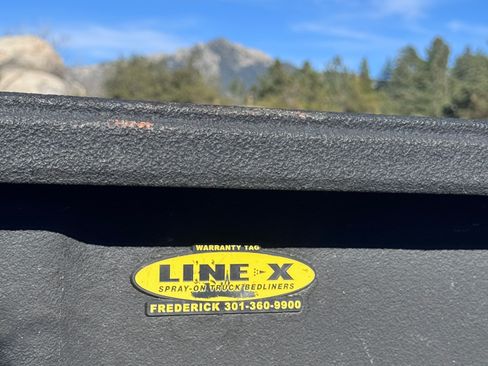 WARRANTY TAG
LINE-X
SPRAY-ON TRUCK BEDLINERS
FREDERICK 301-360-9900